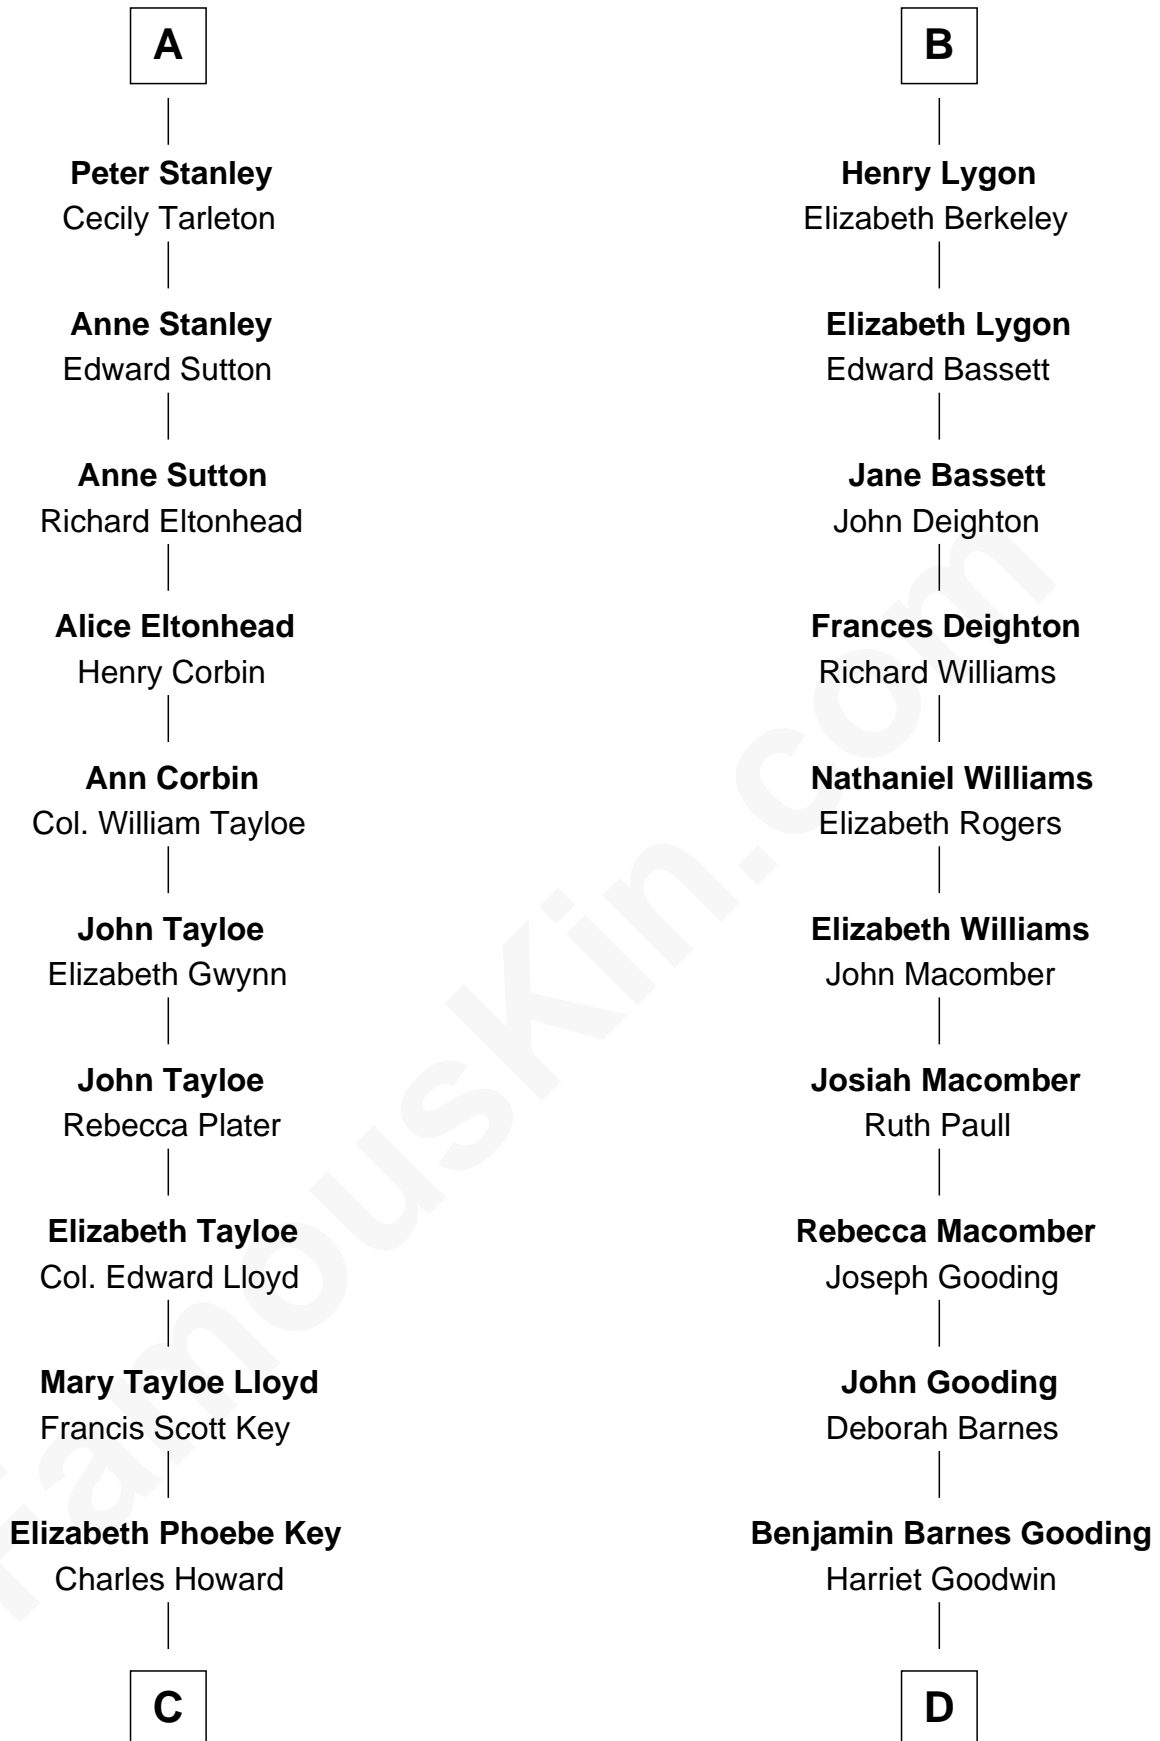 A
Peter Stanley
Cecily Tarleton
Anne Stanley
Edward Sutton
Anne Sutton
Richard Eltonhead
Alice Eltonhead
Henry Corbin
Ann Corbin
Col. William Tayloe
John Tayloe
Elizabeth Gwynn
John Tayloe
Rebecca Plater
Elizabeth Tayloe
Col. Edward Lloyd
Mary Tayloe Lloyd
Francis Scott Key
Elizabeth Phoebe Key
Charles Howard
C
B
Henry Lygon
Elizabeth Berkeley
Elizabeth Lygon
Edward Bassett
Jane Bassett
John Deighton
Frances Deighton
Richard Williams
Nathaniel Williams
Elizabeth Rogers
Elizabeth Williams
John Macomber
Josiah Macomber
Ruth Paull
Rebecca Macomber
Joseph Gooding
John Gooding
Deborah Barnes
Benjamin Barnes Gooding
Harriet Goodwin
D
FamousKin.com